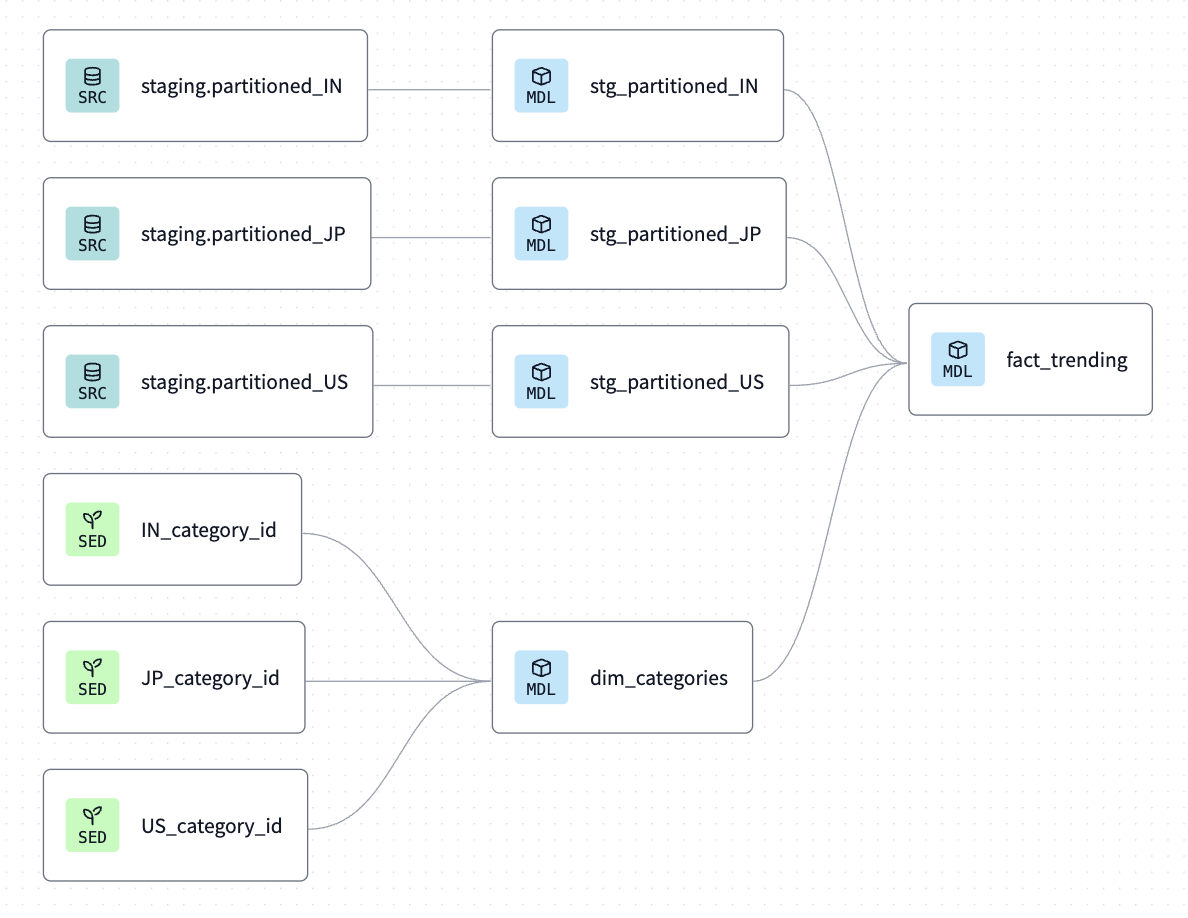 SRC
staging.partitioned_IN
MDL
stg_partitioned_IN
SRC
staging.partitioned_JP
MDL
stg_partitioned_JP
SRC
staging.partitioned_US
MDL
stg_partitioned_US
MDL
fact_trending
SED
IN_category_id
SED
JP_category_id
MDL
dim_categories
SED
US_category_id